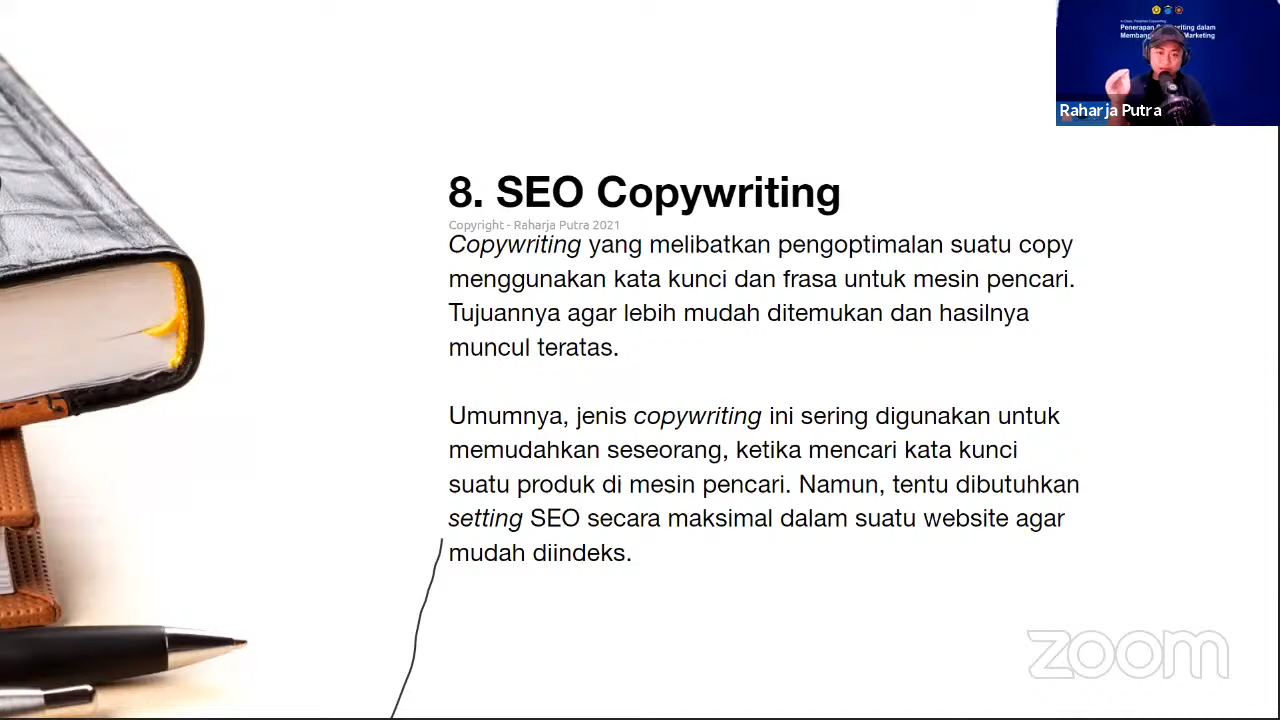 Penerapan Copywriting dalam
Raharja Putra
8. SEO Copywriting
Copyright - Raharja Putra 2021
Copywriting yang melibatkan pengoptimalan suatu copy
menggunakan kata kunci dan frasa untuk mesin pencari.
Tujuannya agar lebih mudah ditemukan dan hasilnya
muncul teratas.
Umumnya, jenis copywriting ini sering digunakan untuk
memudahkan seseorang, ketika mencari kata kunci
suatu produk di mesin pencari. Namun, tentu dibutuhkan
setting SEO secara maksimal dalam suatu website agar
mudah diindeks.
zoom